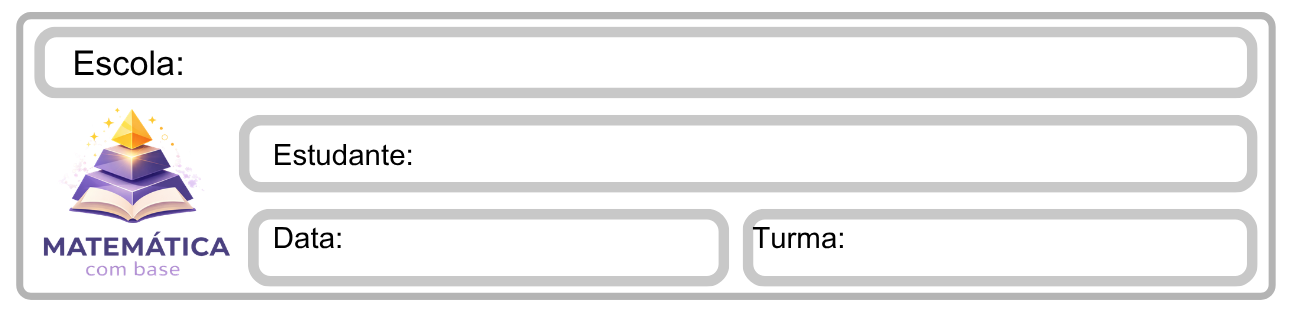 Escola:
Estudante:
Data:
Turma:
MATEMÁTICA
com base